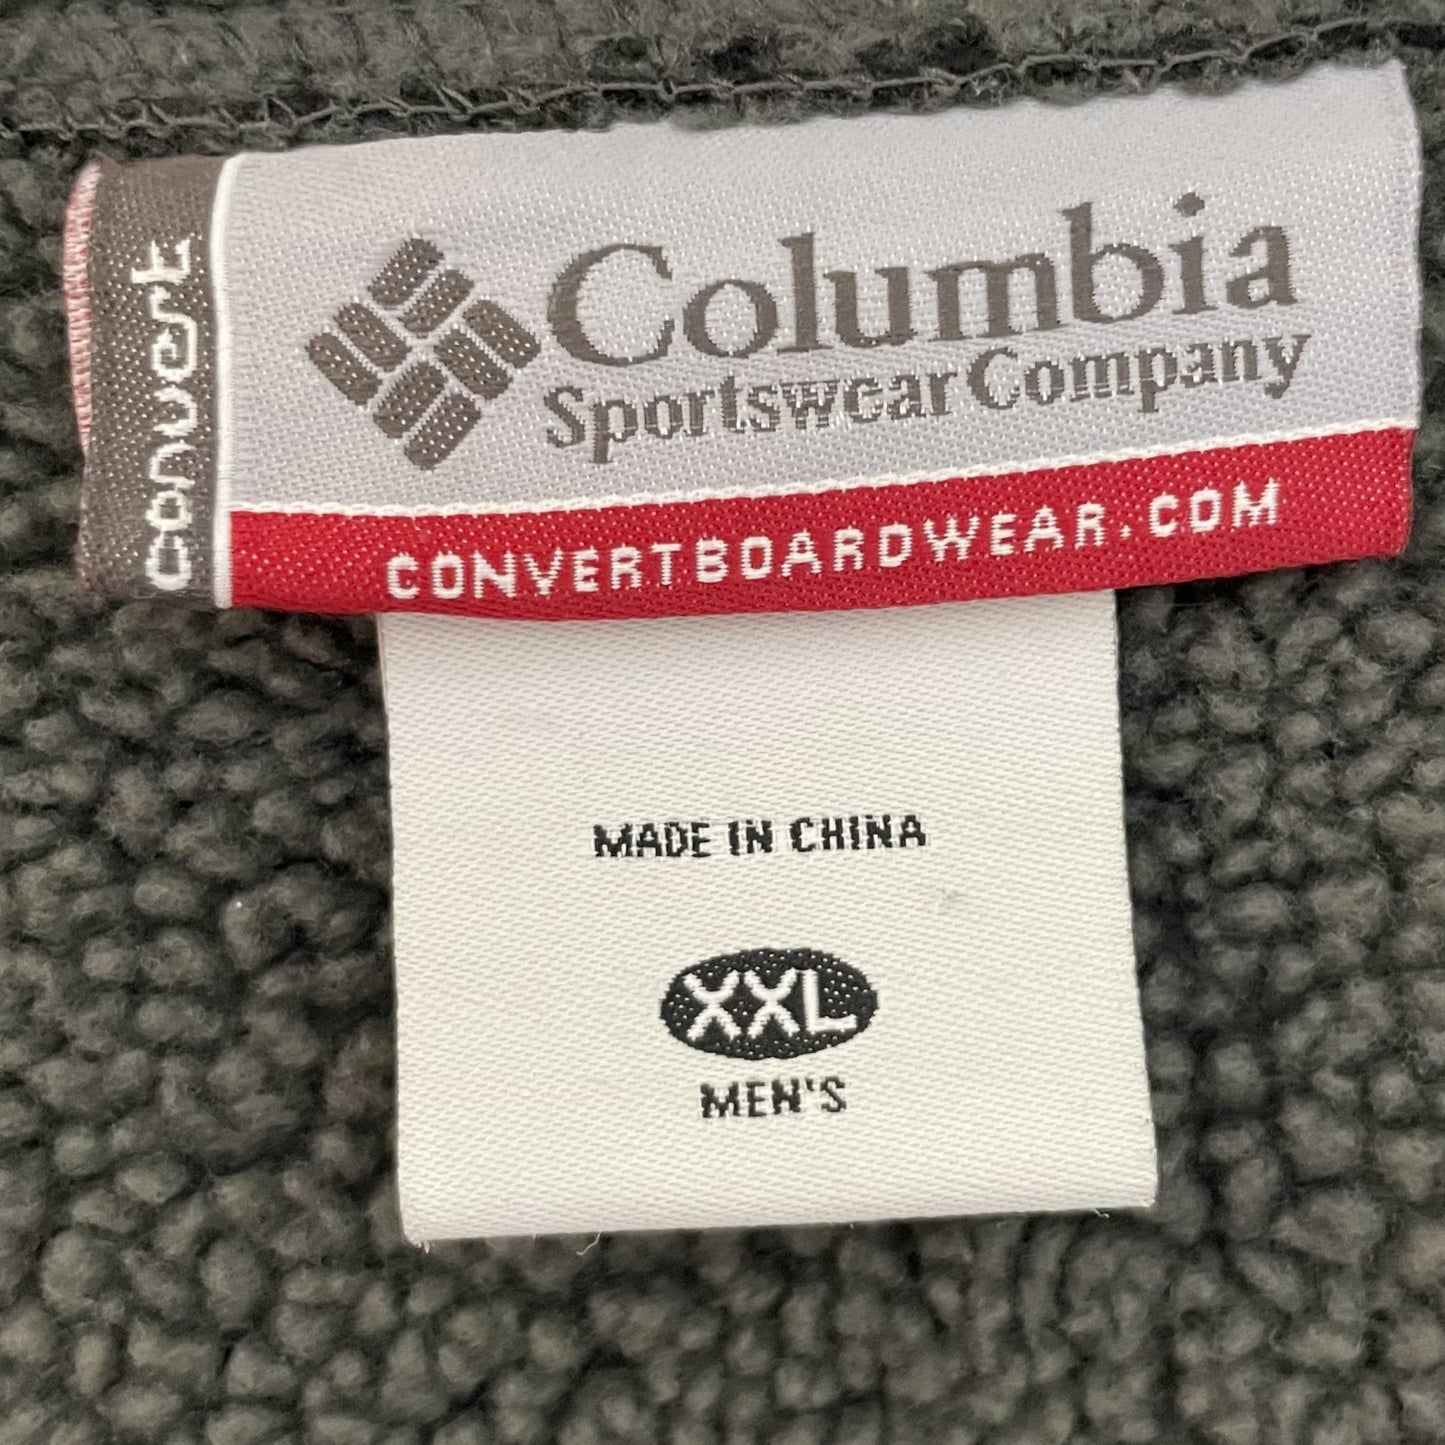 convert
Columbia
Sportswear Company
CONVERTBOARDWEAR.COM
MADE IN CHINA
XXL
MEN'S